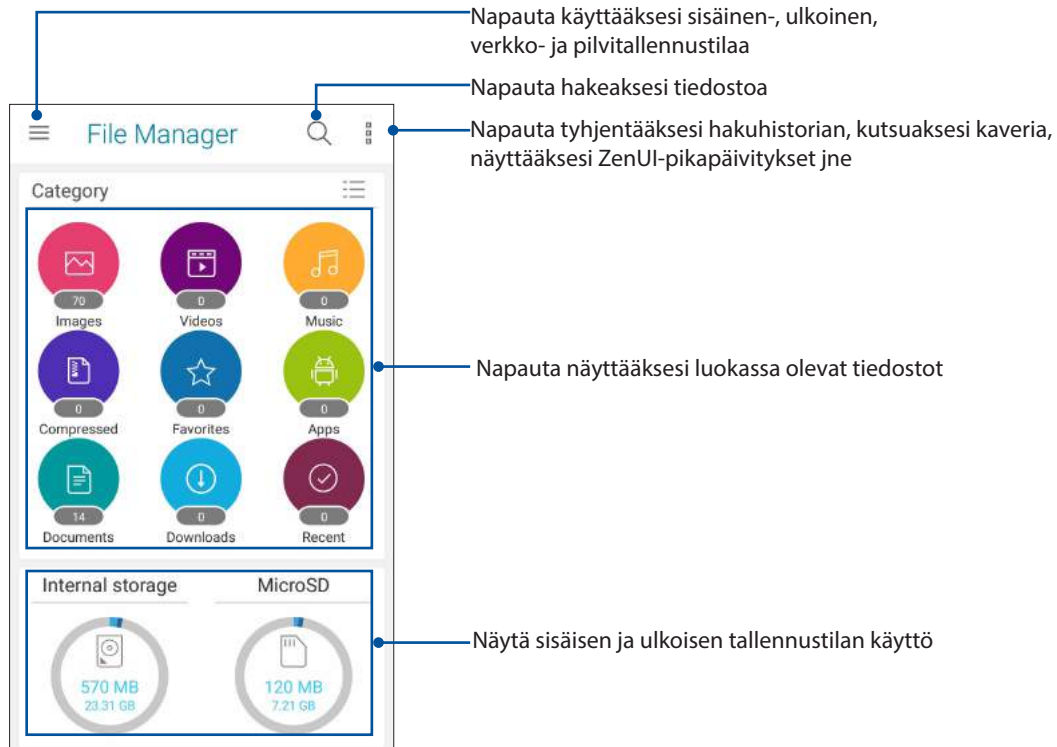 Napauta käyttääksesi sisäinen-, ulkoinen,
verkko- ja pilvitallennustilaa
Napauta hakeaksesi tiedostoa
Napauta tyhjentääksesi hakuhistorian, kutsuaksesi kaveria,
näyttääksesi ZenUI-pikapäivitykset jne
File Manager
Category
70 0 0
Images Videos Music
0 0 0
Compressed Favorites Apps
Napauta näyttääksesi luokassa olevat tiedostot
14 0 0
Documents Downloads Recent
Internal storage MicroSD
570 MB 120 MB
23.31 GB 7.21 GB
Näytä sisäisen ja ulkoisen tallennustilan käyttö